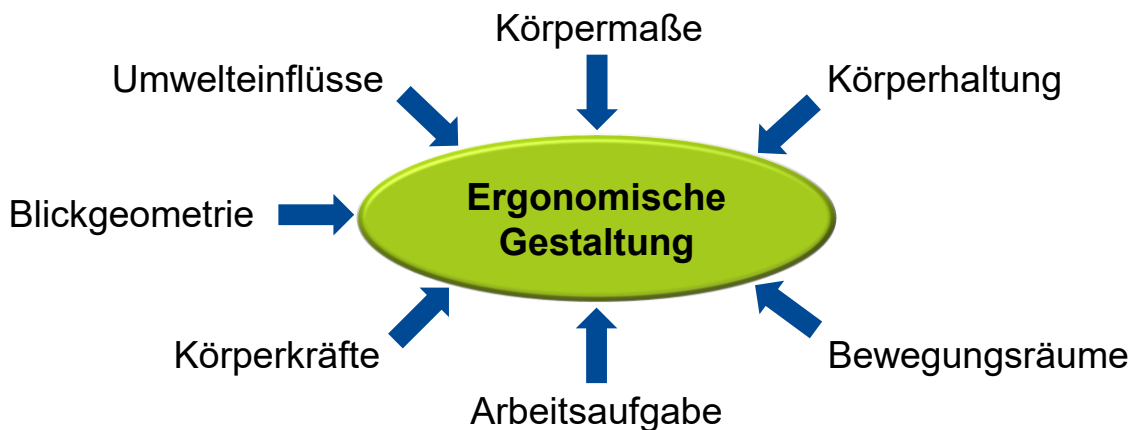 Körpermaße
Umwelteinflüsse
Körperhaltung
Ergonomische
Gestaltung
Blickgeometrie
Körperkräfte
Bewegungsräume
Arbeitsaufgabe